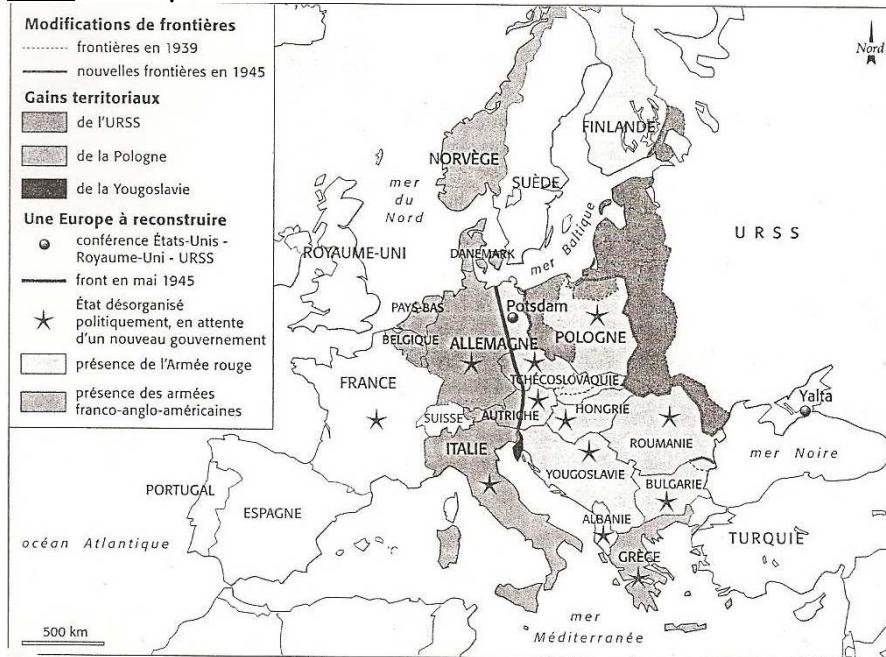 Modifications de frontières
frontières en 1939
nouvelles frontières en 1945
Gains territoriaux
de l'URSS
de la Pologne
de la Yougoslavie
Une Europe à reconstruire
conférence États-Unis -
Royaume-Uni - URSS
front en mai 1945
État désorganisé
politiquement, en attente
d'un nouveau gouvernement
présence de l'Armée rouge
présence des armées
franco-anglo-américaines
Nord
FINLANDE
NORVÈGE
SUÈDE
mer
du
Nord
mer Baltique
URSS
ROYAUME-UNI
DANEMARK
PAYS-BAS
Potsdam
BELGIQUE
ALLEMAGNE
POLOGNE
TCHÉCOSLOVAQUIE
FRANCE
Yalta
SUISSE
AUTRICHE
HONGRIE
ROUMANIE
ITALIE
mer Noire
YOUGOSLAVIE
BULGARIE
PORTUGAL
ESPAGNE
ALBANIE
TURQUIE
océan Atlantique
GRÈCE
mer
Méditerranée
500 km